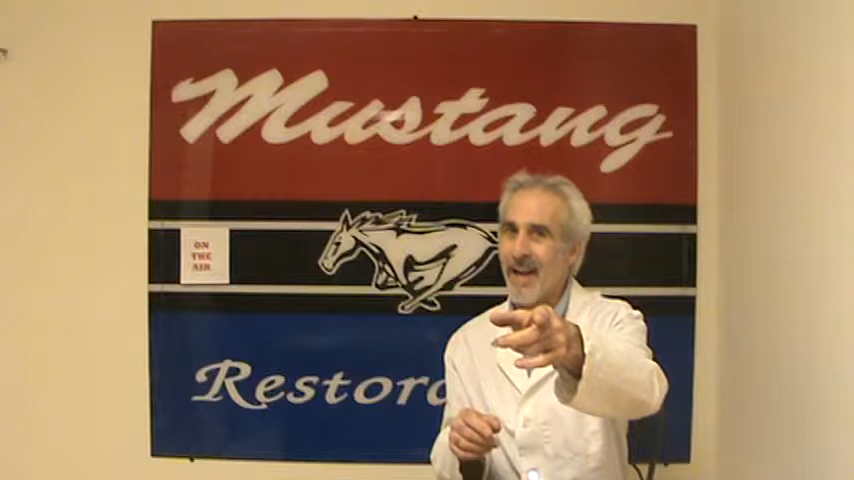 Mustang
ON
THE
AIR
Restora